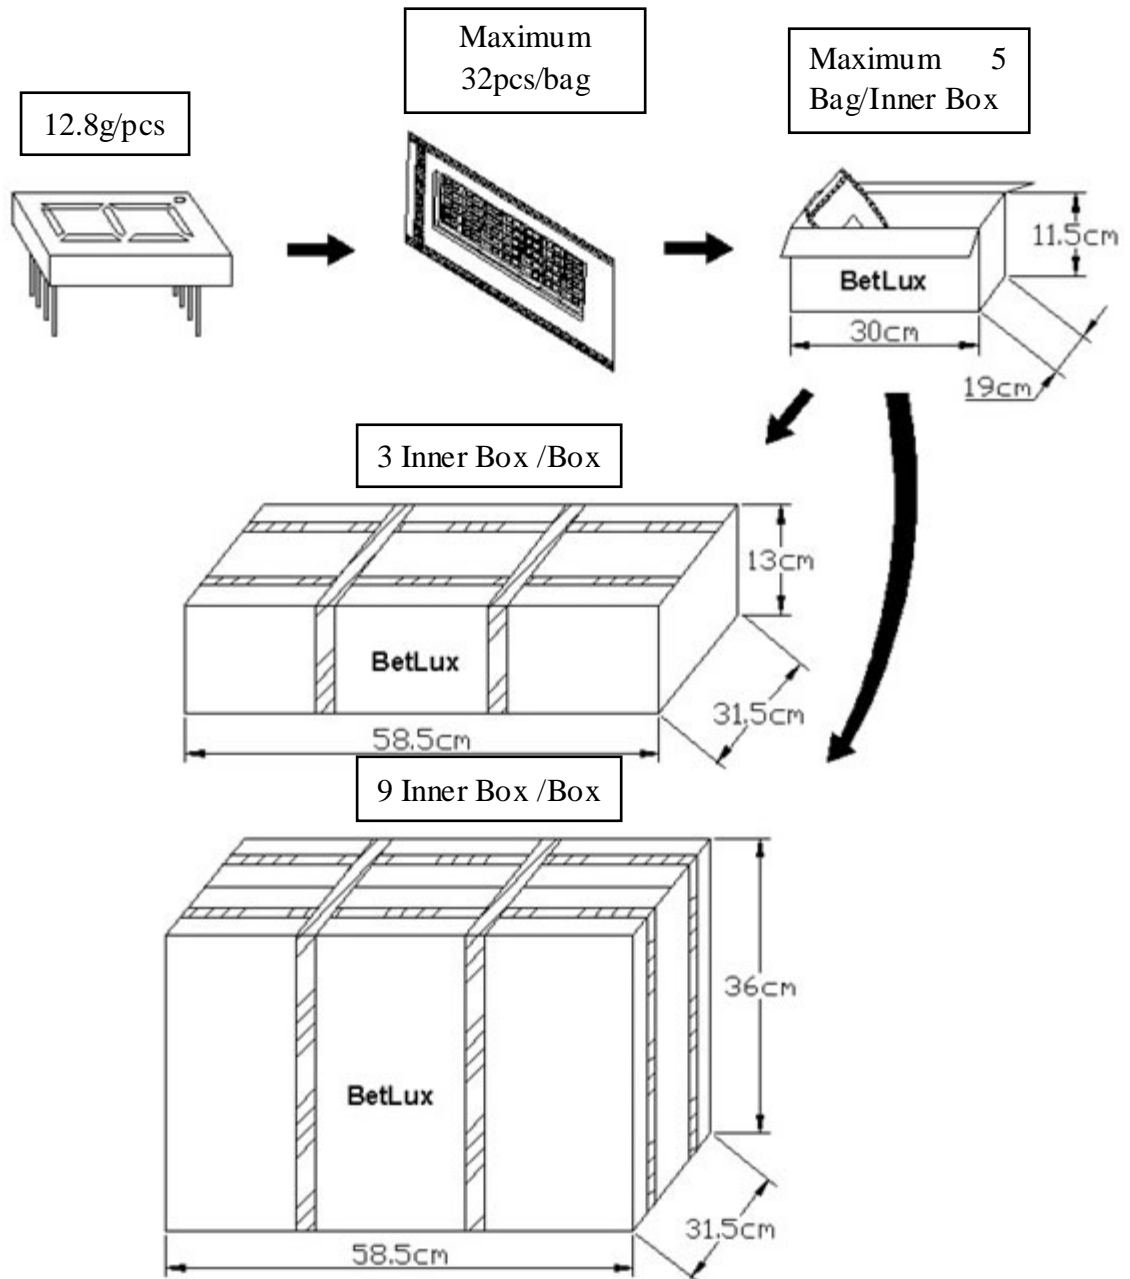 Maximum
32pcs/bag
Maximum 5
Bag/Inner Box
12.8g/pcs
11.5cm
BetLux
30cm
19cm
3 Inner Box /Box
13cm
BetLux
31.5cm
58.5cm
9 Inner Box /Box
36cm
BetLux
31.5cm
58.5cm